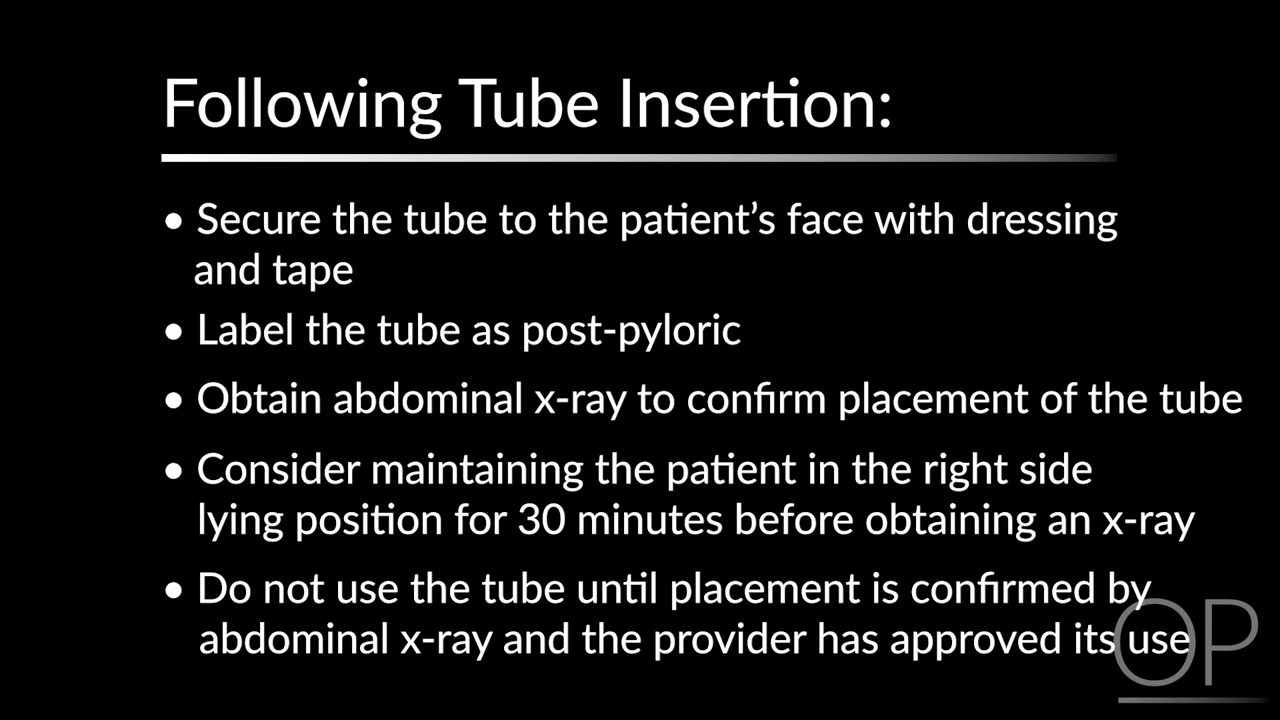 Following Tube Insertion:
• Secure the tube to the patient’s face with dressing
and tape
• Label the tube as post-pyloric
• Obtain abdominal x-ray to confirm placement of the tube
• Consider maintaining the patient in the right side
lying position for 30 minutes before obtaining an x-ray
• Do not use the tube until placement is confirmed by
abdominal x-ray and the provider has approved its use
OP